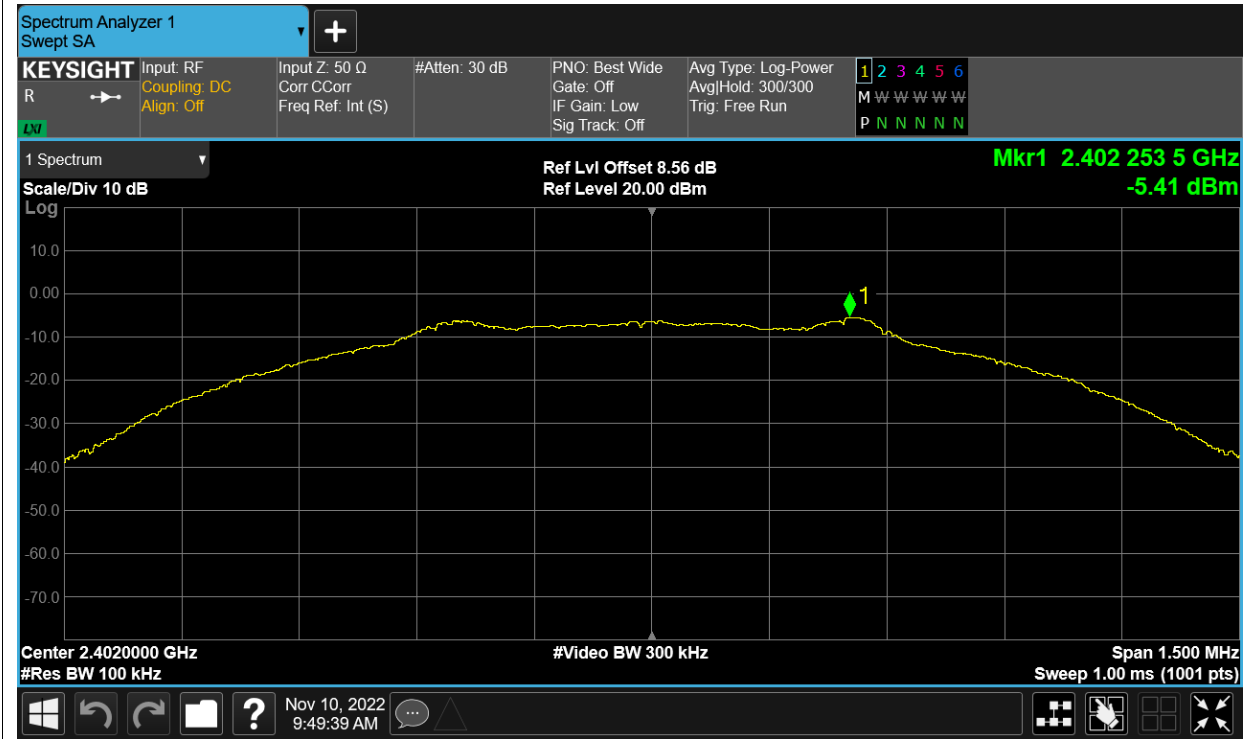 Spectrum Analyzer 1
Swept SA
+
KEYSIGHT
R
LXI
Input: RF
Coupling: DC
Align: Off
Input Z: 50 Ω
Corr CCorr
Freq Ref: Int (S)
#Atten: 30 dB
PNO: Best Wide
Gate: Off
IF Gain: Low
Sig Track: Off
Avg Type: Log-Power
Avg|Hold: 300/300
Trig: Free Run
1 2 3 4 5 6
M W W W W W
P N N N N N
1 Spectrum
Scale/Div 10 dB
Ref Lvl Offset 8.56 dB
Ref Level 20.00 dBm
Mkr1 2.402 253 5 GHz
-5.41 dBm
Log
10.0
0.00
-10.0
-20.0
-30.0
-40.0
-50.0
-60.0
-70.0
1
Center 2.4020000 GHz
#Video BW 300 kHz
Span 1.500 MHz
#Res BW 100 kHz
Sweep 1.00 ms (1001 pts)
?
Nov 10, 2022
9:49:39 AM